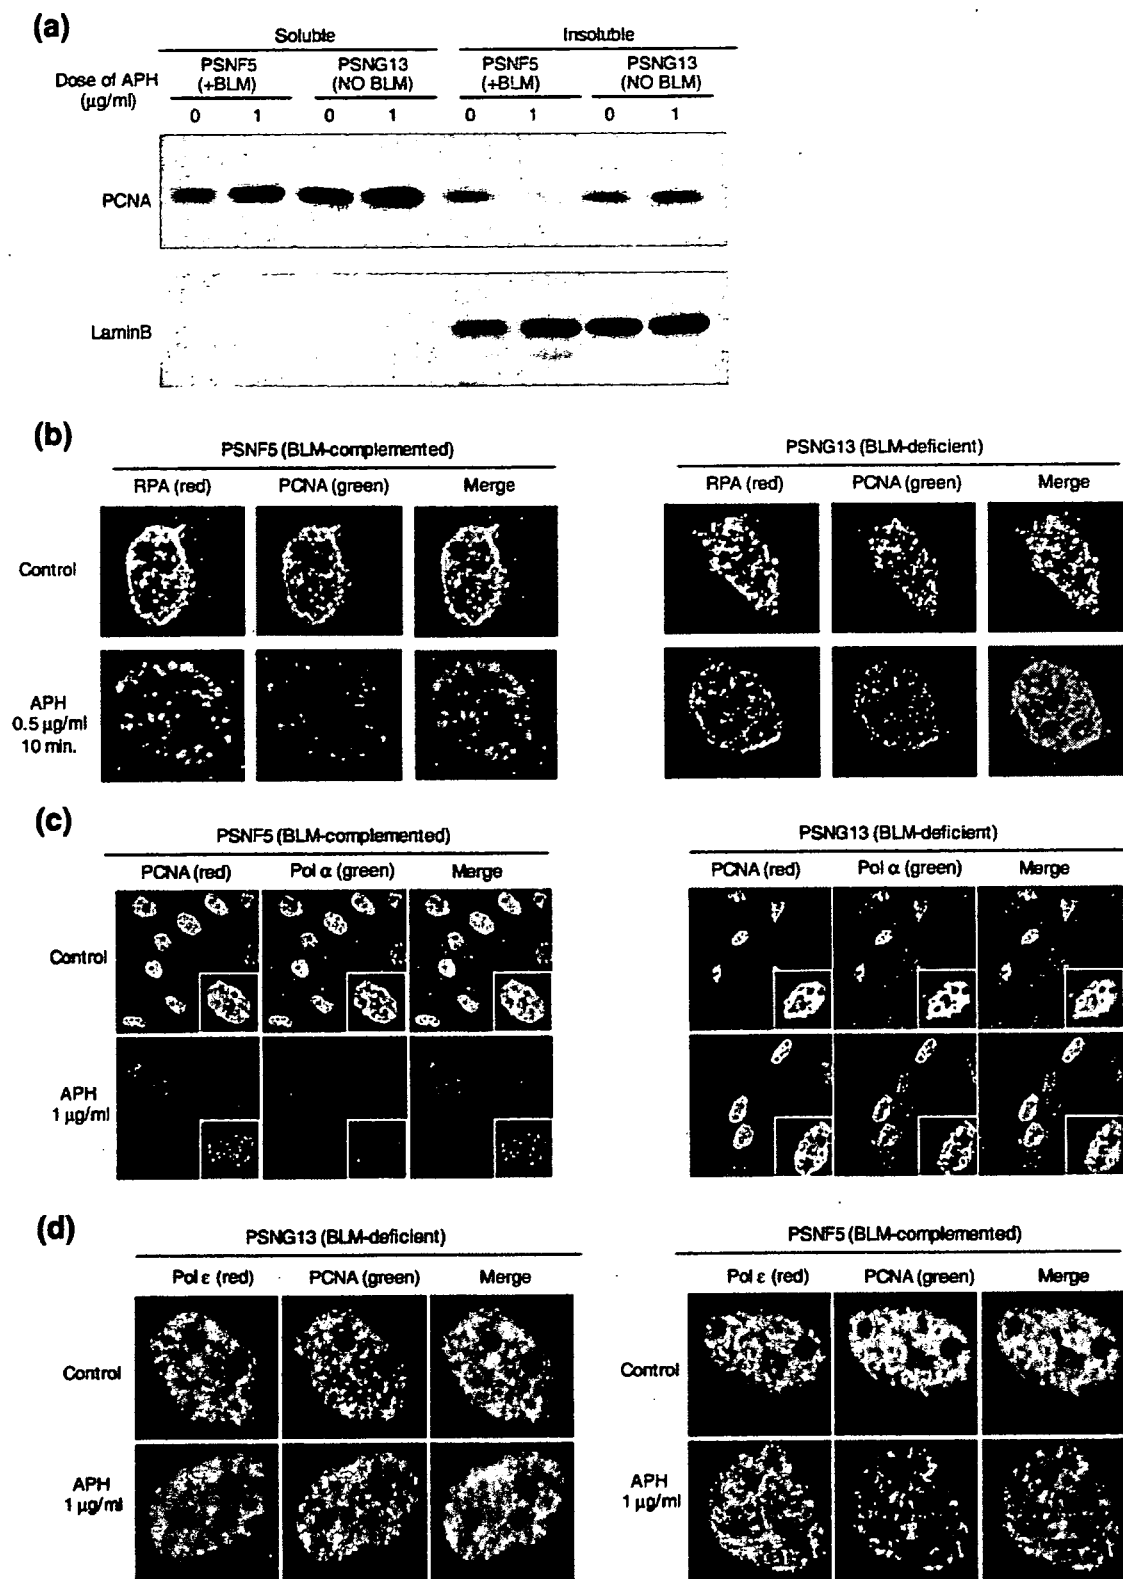 (a)
Soluble Insoluble
PSNF5 (+BLM) PSNG13 (NO BLM) PSNF5 (+BLM) PSNG13 (NO BLM)
Dose of APH (µg/ml)
0 1 0 1 0 1 0 1
PCNA
LaminB
(b)
PSNF5 (BLM-complemented) PSNG13 (BLM-deficient)
RPA (red) PCNA (green) Merge RPA (red) PCNA (green) Merge
Control
APH
0.5 µg/ml
10 min.
(c)
PSNF5 (BLM-complemented) PSNG13 (BLM-deficient)
PCNA (red) Pol α (green) Merge PCNA (red) Pol α (green) Merge
Control
APH
1 µg/ml
(d)
PSNG13 (BLM-deficient) PSNF5 (BLM-complemented)
Pol ε (red) PCNA (green) Merge Pol ε (red) PCNA (green) Merge
Control Control
APH APH
1 µg/ml 1 µg/ml